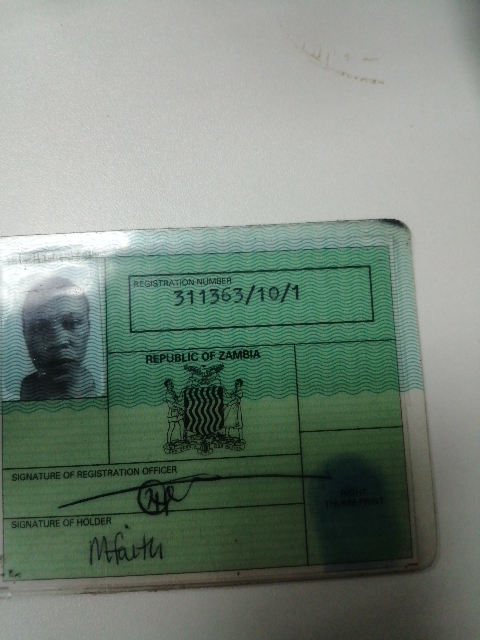 REGISTRATION NUMBER
311363/10/1
REPUBLIC OF ZAMBIA
SIGNATURE OF REGISTRATION OFFICER
SIGNATURE OF HOLDER
Mfaith
RIGHT
THUMB PRINT